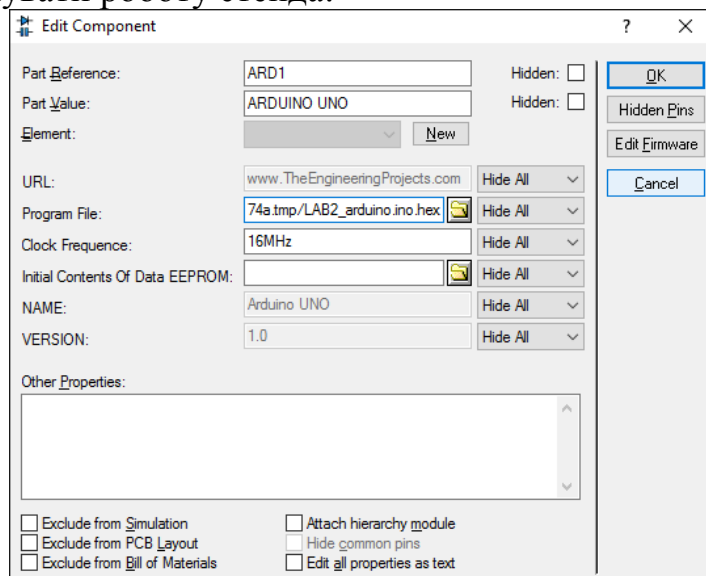 роботу стенда.
Edit Component ? X
Part Reference: ARD1 Hidden:
Part Value: ARDUINO UNO Hidden:
Element: New
OK
Hidden Pins
Edit Firmware
Cancel
URL: www.TheEngineeringProjects.com Hide All
Program File: 74a.tmp/LAB2_arduino.ino.hex Hide All
Clock Frequence: 16MHz Hide All
Initial Contents Of Data EEPROM: Hide All
NAME: Arduino UNO Hide All
VERSION: 1.0 Hide All
Other Properties:
Exclude from Simulation Attach hierarchy module
Exclude from PCB Layout Hide common pins
Exclude from Bill of Materials Edit all properties as text